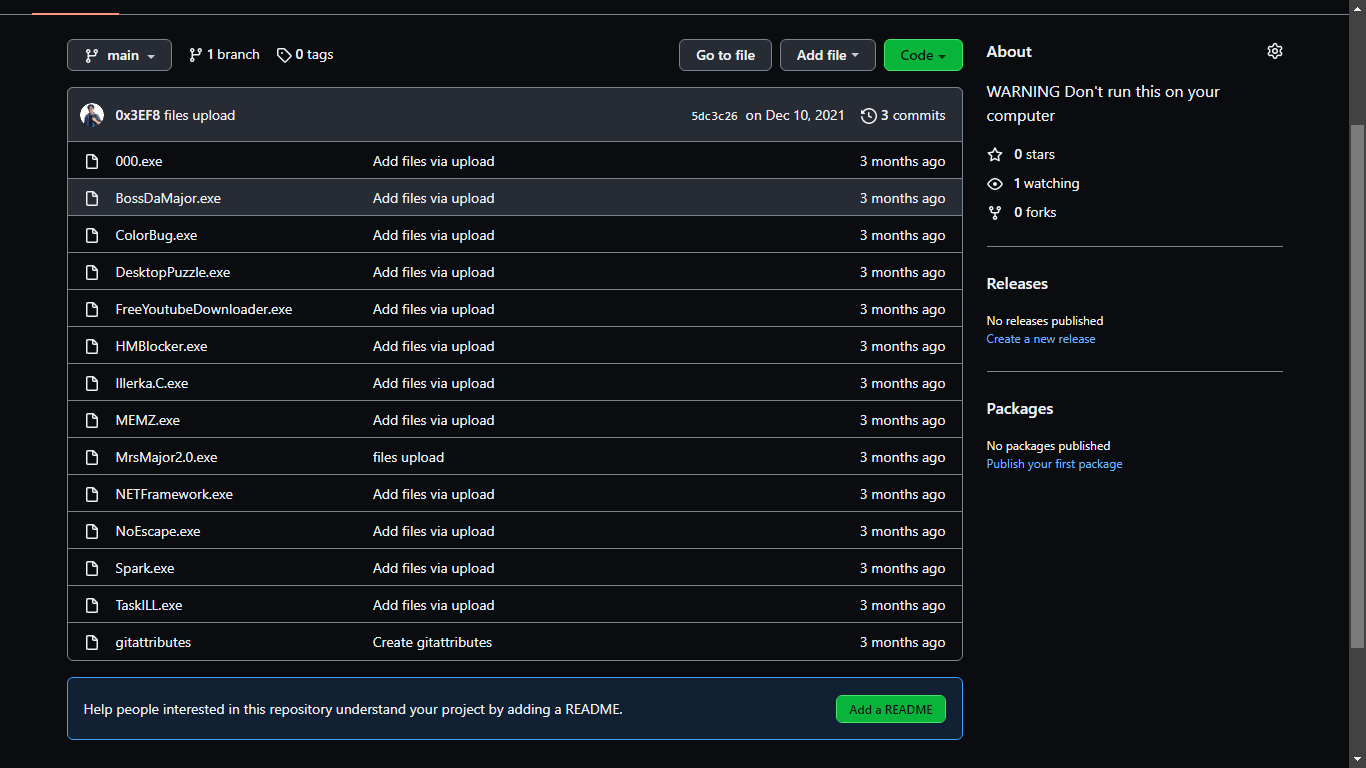 main
1 branch
0 tags
Go to file
Add file
Code
0x3EF8 files upload 5dc3c26 on Dec 10, 2021 3 commits
000.exe Add files via upload 3 months ago
BossDaMajor.exe Add files via upload 3 months ago
ColorBug.exe Add files via upload 3 months ago
DesktopPuzzle.exe Add files via upload 3 months ago
FreeYoutubeDownloader.exe Add files via upload 3 months ago
HMBlocker.exe Add files via upload 3 months ago
Illerka.C.exe Add files via upload 3 months ago
MEMZ.exe Add files via upload 3 months ago
MrsMajor2.0.exe files upload 3 months ago
NETFramework.exe Add files via upload 3 months ago
NoEscape.exe Add files via upload 3 months ago
Spark.exe Add files via upload 3 months ago
TaskILL.exe Add files via upload 3 months ago
gitattributes Create gitattributes 3 months ago
Help people interested in this repository understand your project by adding a README.
Add a README
About
WARNING Don't run this on your
computer
0 stars
1 watching
0 forks
Releases
No releases published
Create a new release
Packages
No packages published
Publish your first package